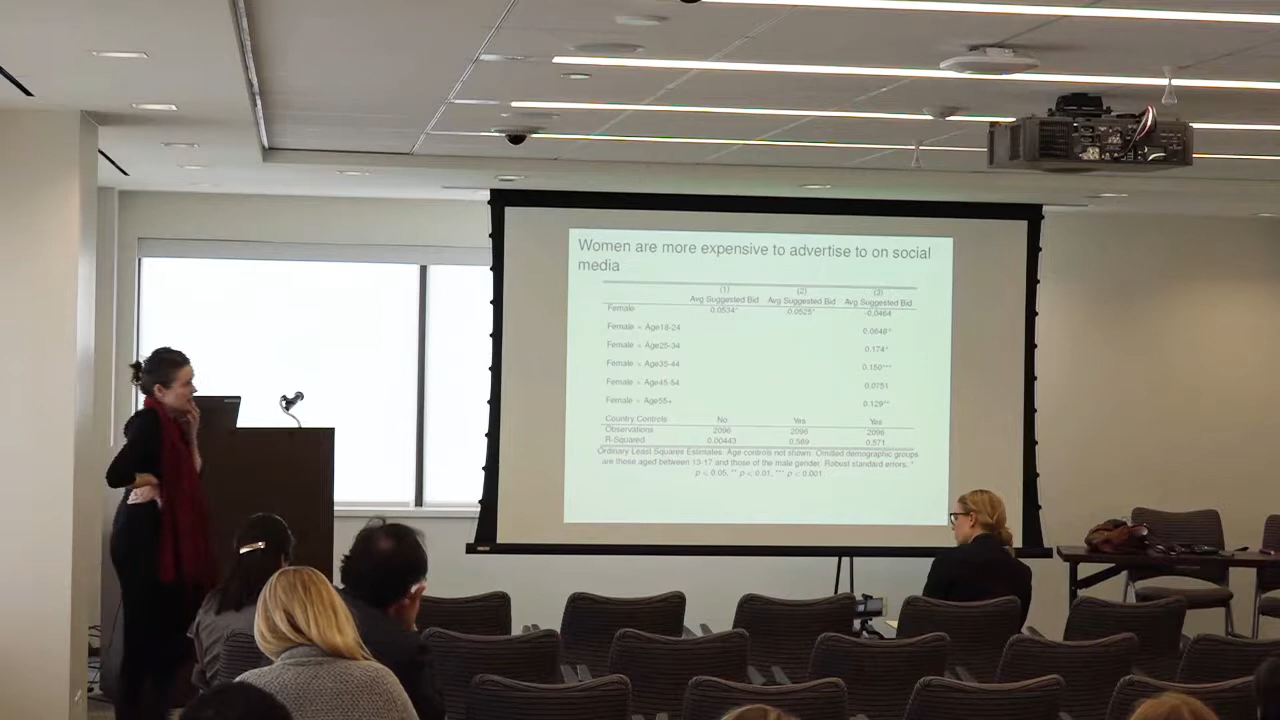 Women are more expensive to advertise to on social
media
(1) (2) (3)
Avg Suggested Bid Avg Suggested Bid Avg Suggested Bid
Female 0.0534* 0.0525* -0.0464
Female × Age18-24 0.0648*
Female × Age25-34 0.174*
Female × Age35-44 0.150***
Female × Age45-54 0.0751
Female × Age55+ 0.129**
Country Controls No Yes Yes
Observations 2096 2096 2096
R-Squared 0.00443 0.569 0.571
Ordinary Least Squares Estimates. Age controls not shown. Omitted demographic groups
are those aged between 13-17 and those of the male gender. Robust standard errors. *
p < 0.05, ** p < 0.01, *** p < 0.001